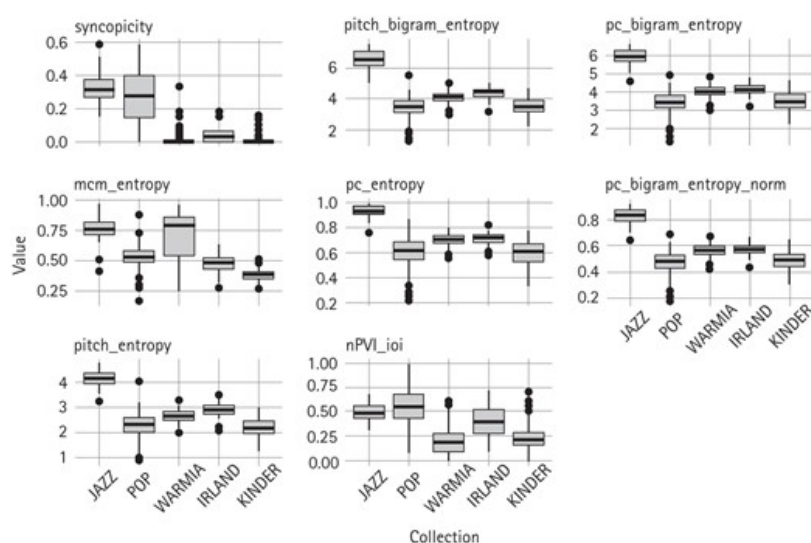 syncopicity
0.6
0.4
0.2
0.0
pitch_bigram_entropy
6
4
2
pc_bigram_entropy
6
5
4
3
2
mcm_entropy
1.00
0.75
0.50
0.25
pc_entropy
1.0
0.8
0.6
0.4
0.2
pc_bigram_entropy_norm
0.8
0.6
0.4
0.2
JAZZ
POP
WARMIA
IRLAND
KINDER
Value
pitch_entropy
4
3
2
1
JAZZ
POP
WARMIA
IRLAND
KINDER
nPVI_ioi
1.00
0.75
0.50
0.25
0.00
JAZZ
POP
WARMIA
IRLAND
KINDER
Collection